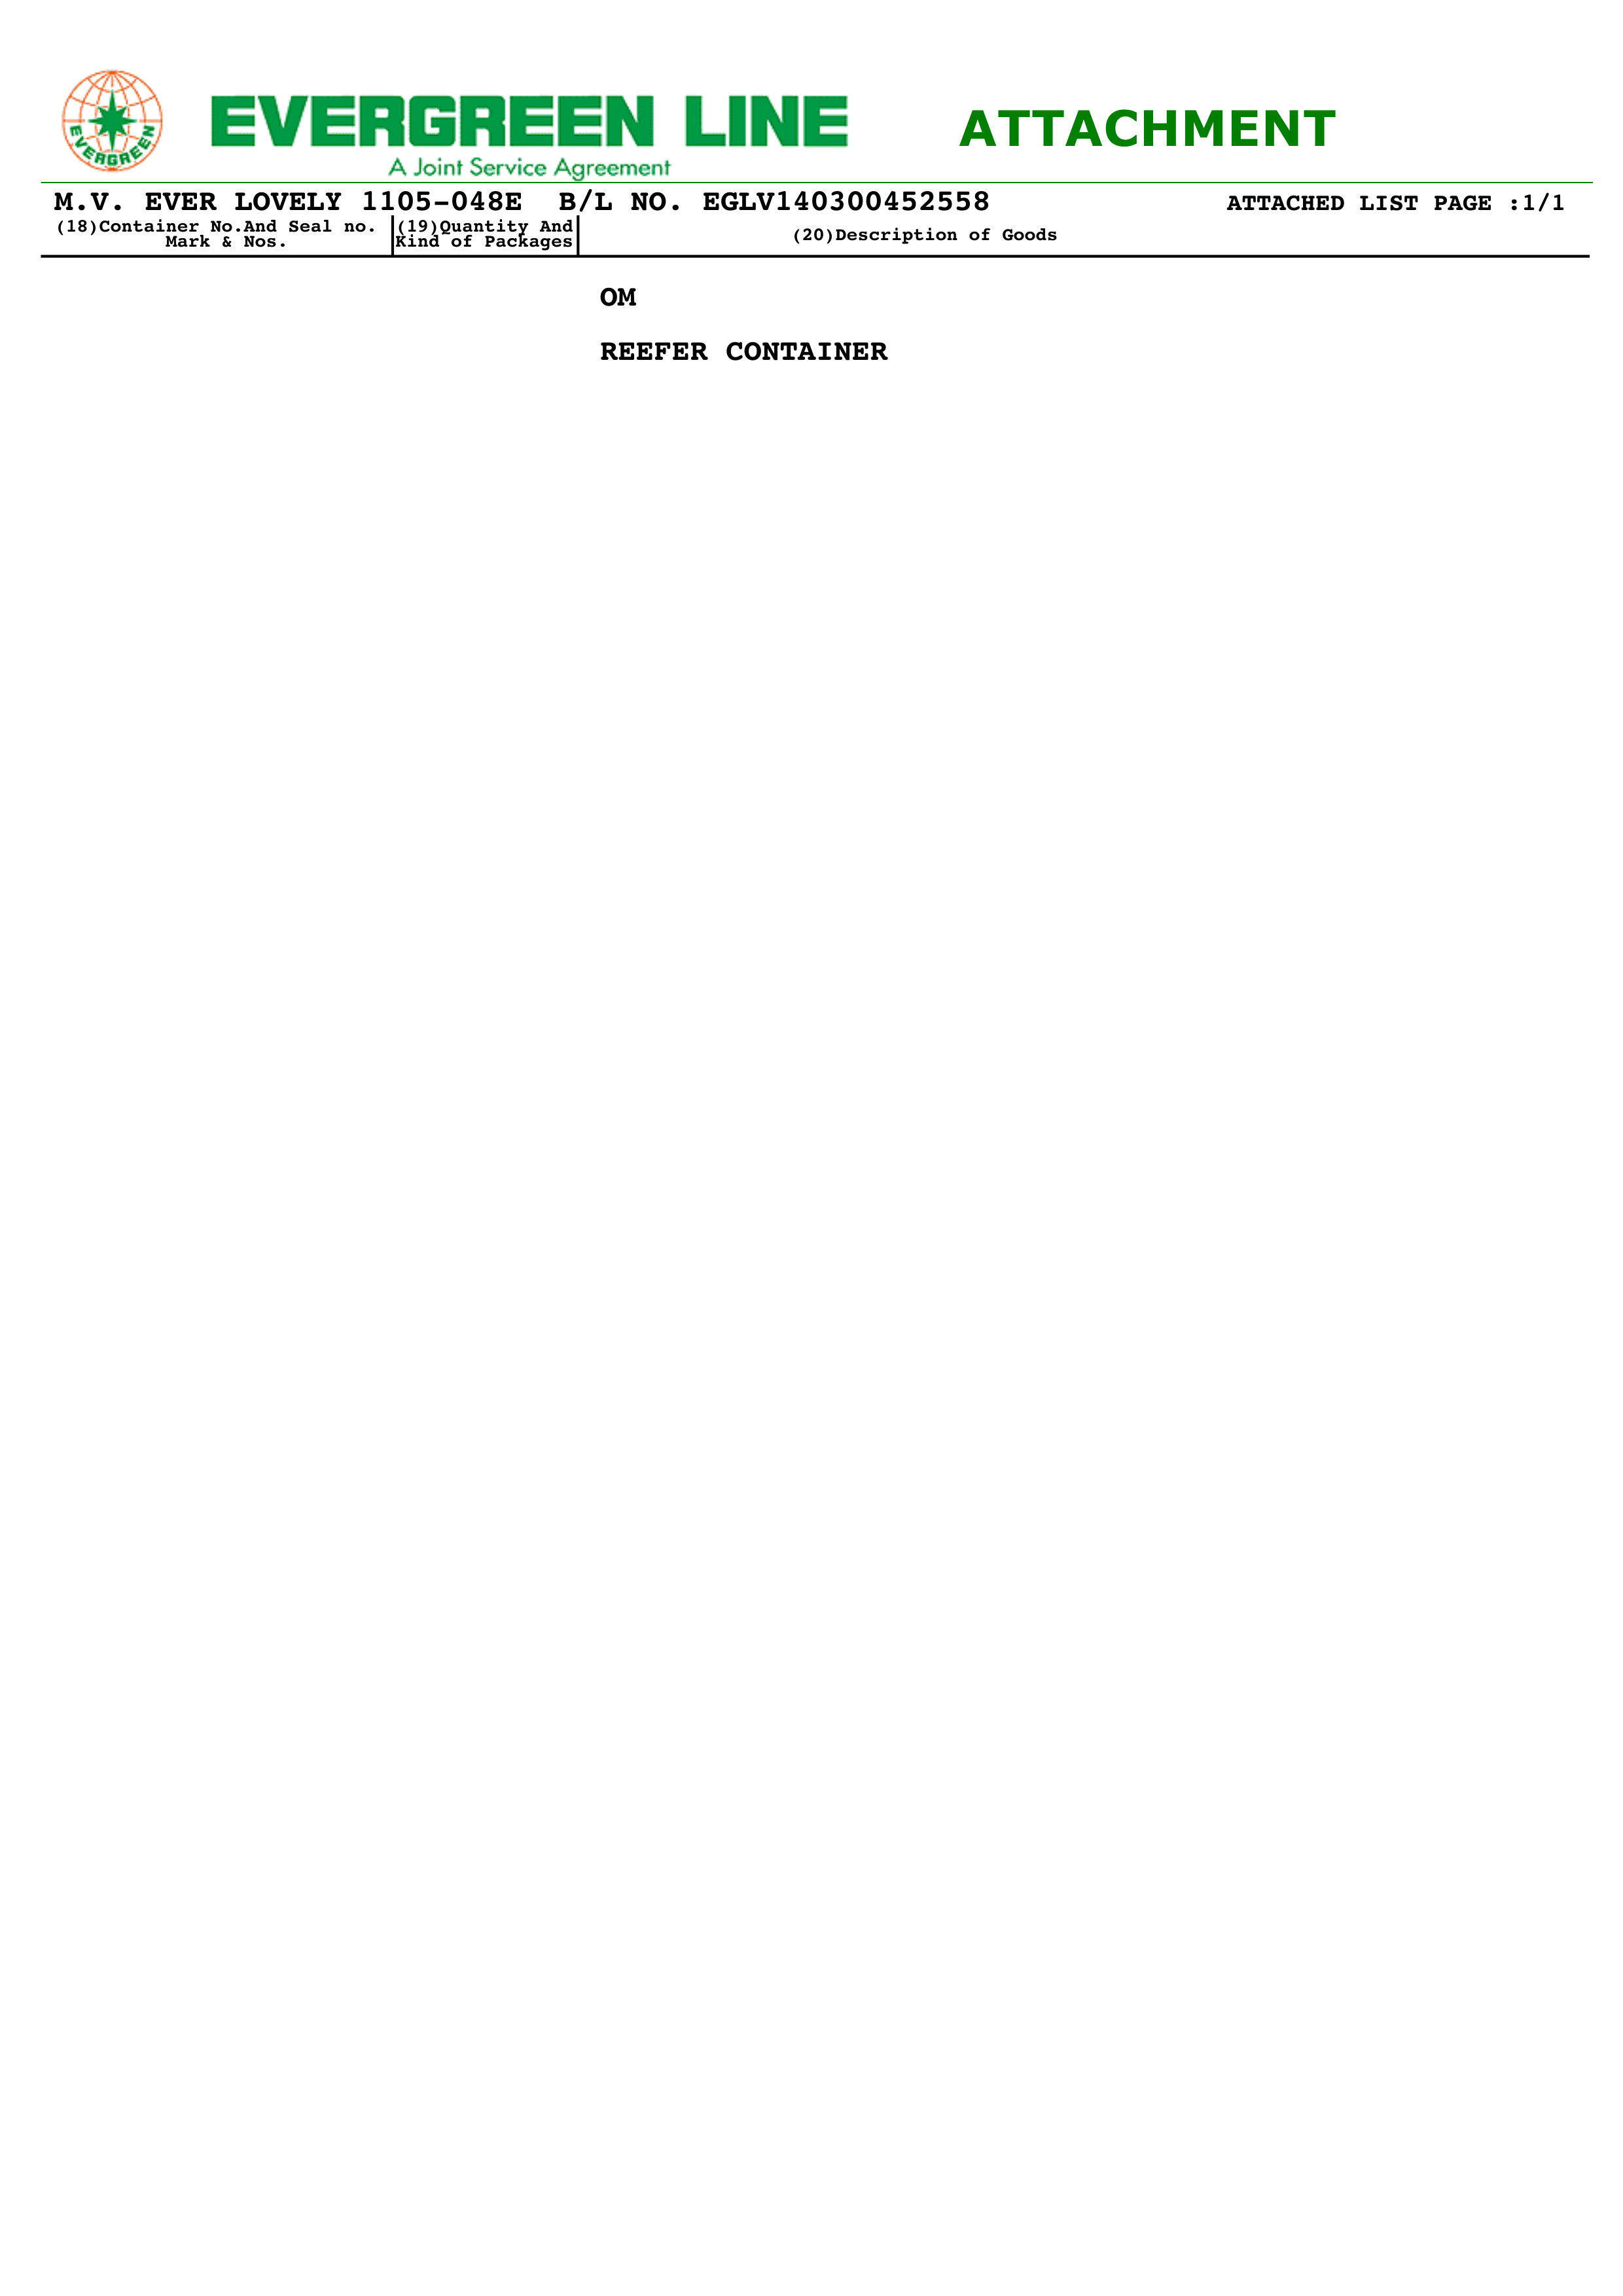 EVERGREEN
EVERGREEN LINE
A Joint Service Agreement
ATTACHMENT
M.V. EVER LOVELY 1105-048E B/L NO. EGLV140300452558 ATTACHED LIST PAGE :1/1
(18)Container No.And Seal no.
Mark & Nos.
(19)Quantity And
Kind of Packages
(20)Description of Goods
OM
REEFER CONTAINER